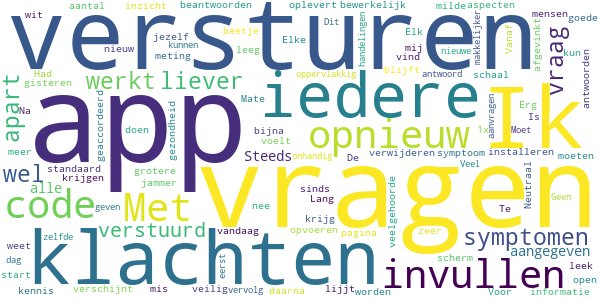 versturen
app
vragen
klachten
iedere
Ik
opnieuw
invullen
code
Met
symptomen
vraag
wel
werkt
liever
apart
verstuurd
aangegeven
alle
Steeds
aantal
inzicht
beantwoorden
oplevert
bewerkelijk
milde
aspecten
wit
nieuw
jezelf
kunnen
meting
beetje
leeg
Elke
Dit
handelingen
Elk
nieuwe
mij
vind
makkelijker
Vanaf
afgevinkt
mensen
goede
kun
antwoorden
Had
gisteren
oppervlakkig
blijft
antwoord
schaal
geaccordeerd
gezondheid
Mate
bijna
voelt
onhandig
1x
aanvragen
Erg
Is
Moet
Na
doen
meer
standaard
krijgen
grotere
jammer
De
verwijderen
symptoom
installeren
Veel
moeten
Neutraal
Geen
geven
nee
sinds
Lang
krijg
veelgehoorde
Te
weet
zelfde
eerst
vandaag
opvoeren
pagina
zeer
scherm
leek
dag
start
kennis
verschijnt
mis
veilig
vervolg
daarna
lijjt
worden
Voor
informatie
open